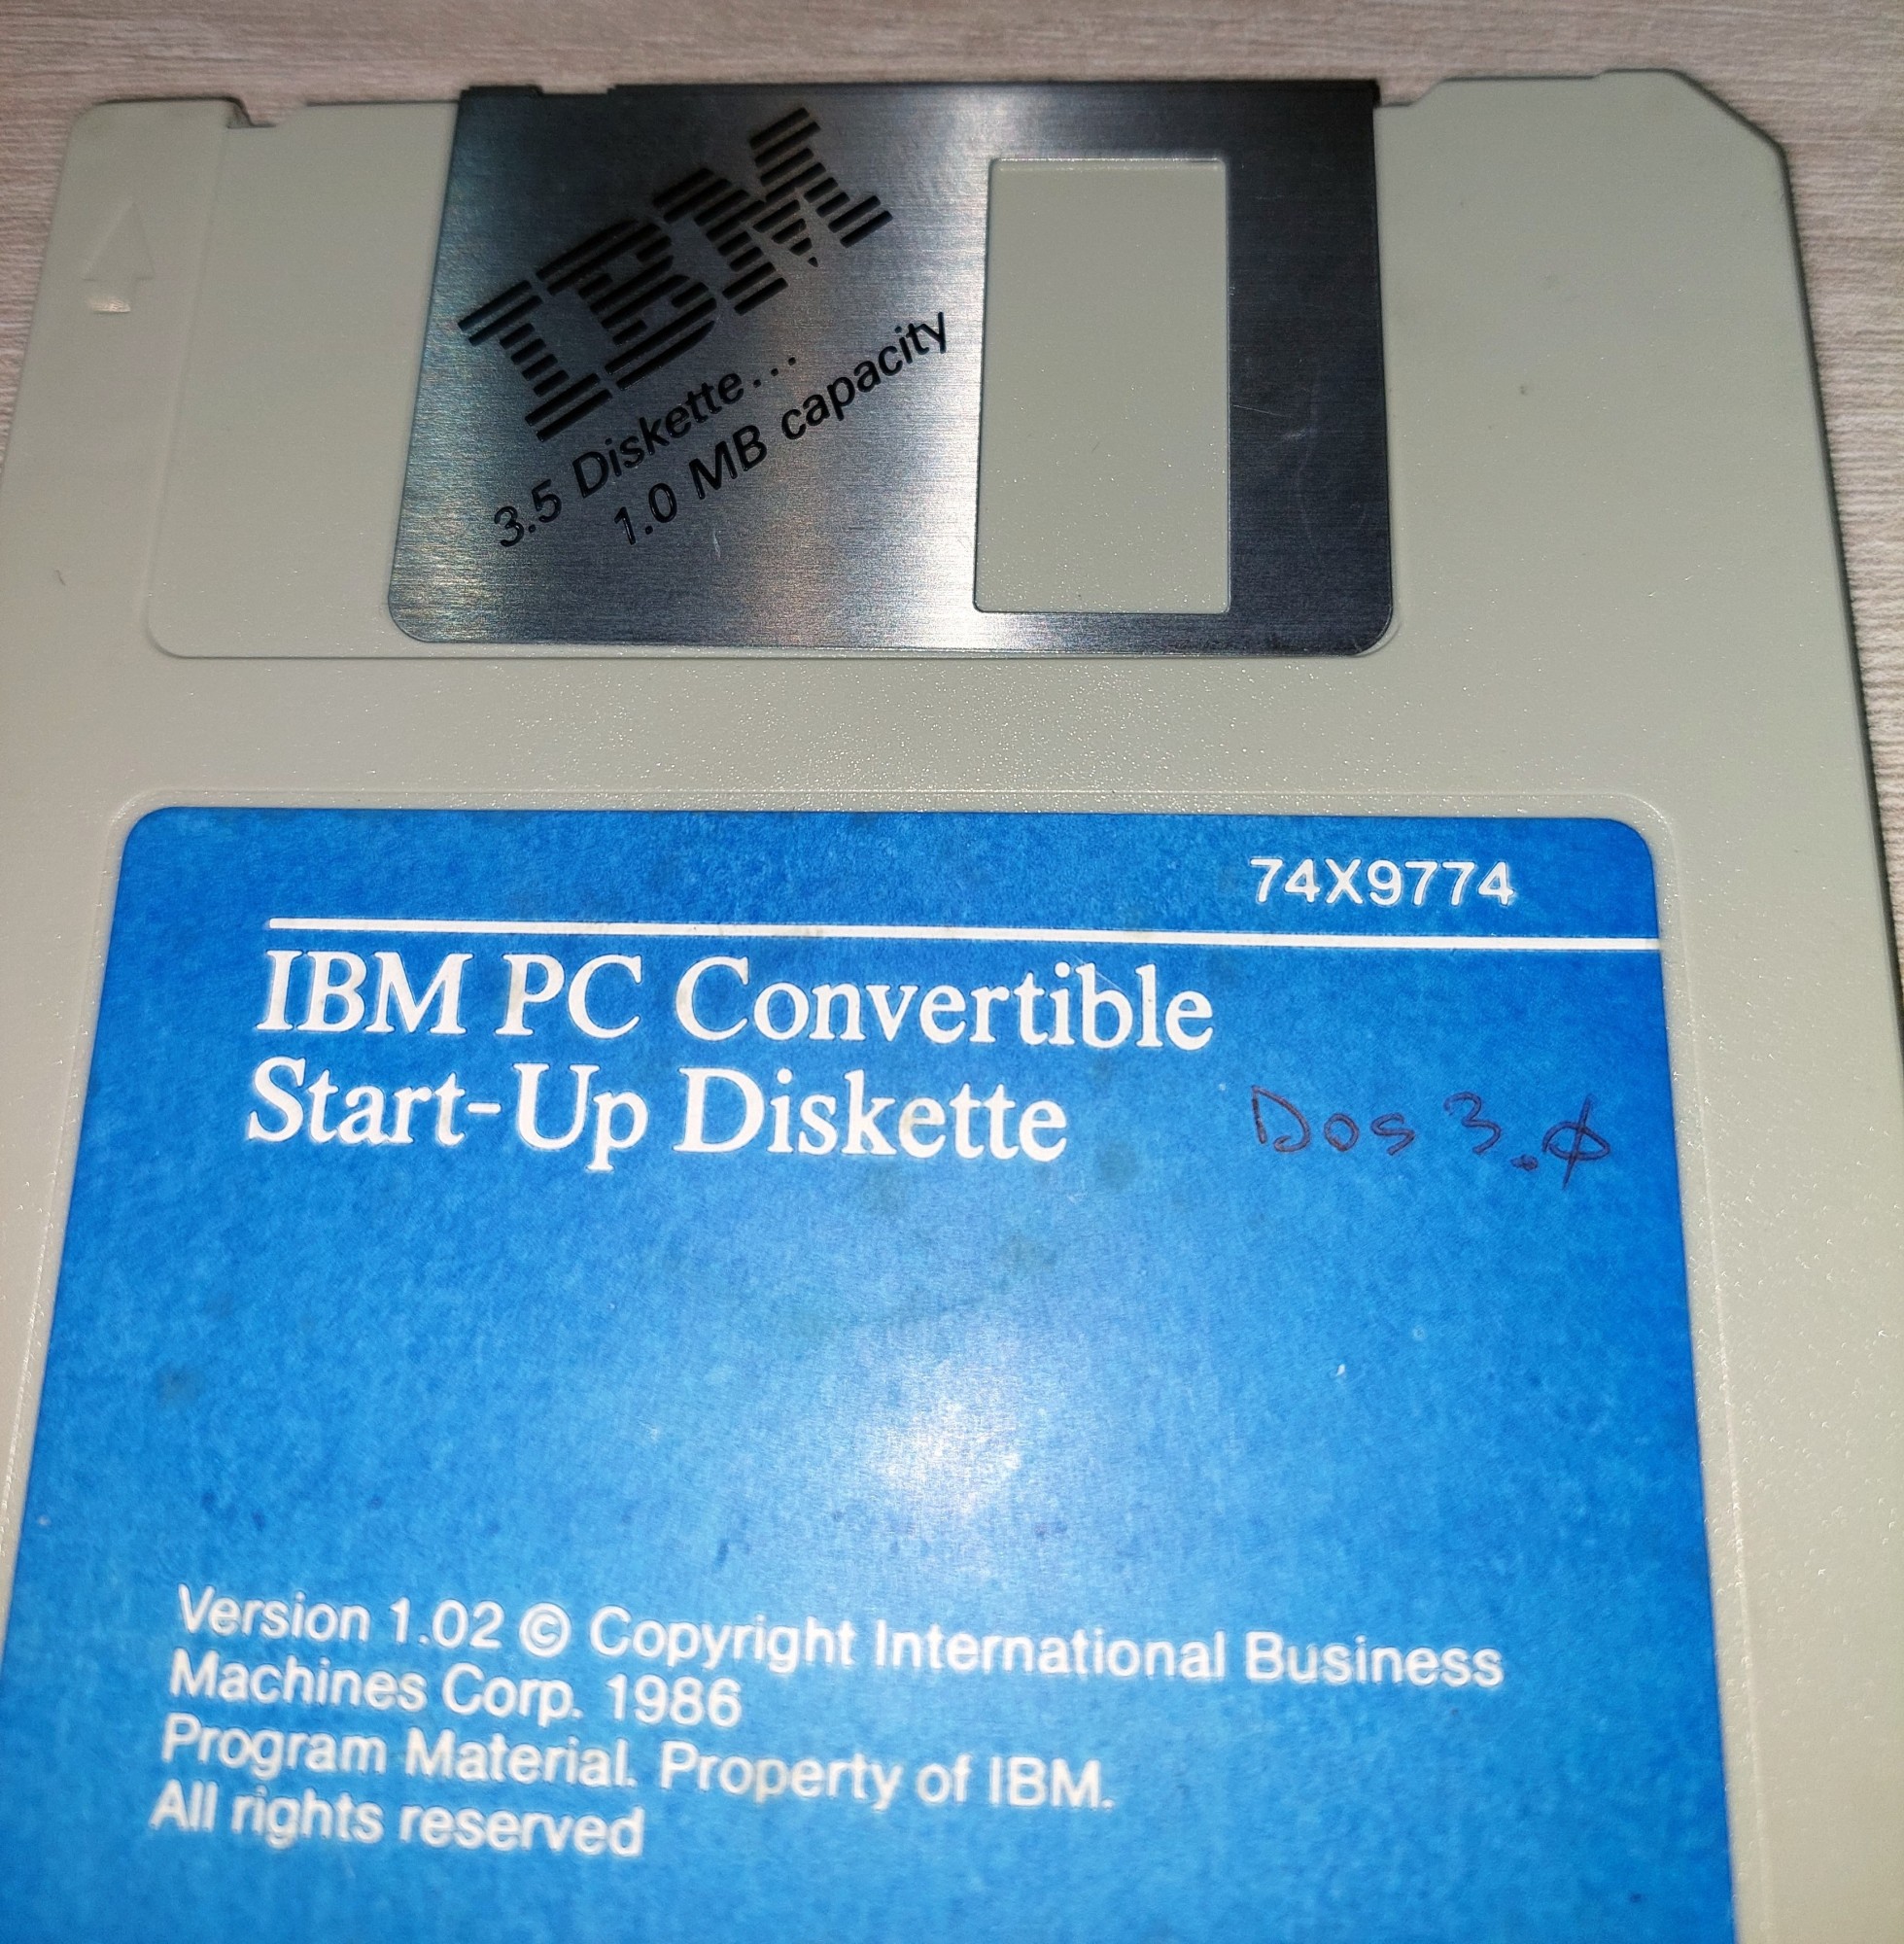 IBM
3.5 Diskette...
1.0 MB capacity
74X9774
IBM PC Convertible
Start-Up Diskette
Dos 3.ϕ
Version 1.02 © Copyright International Business
Machines Corp. 1986
Program Material. Property of IBM.
All rights reserved